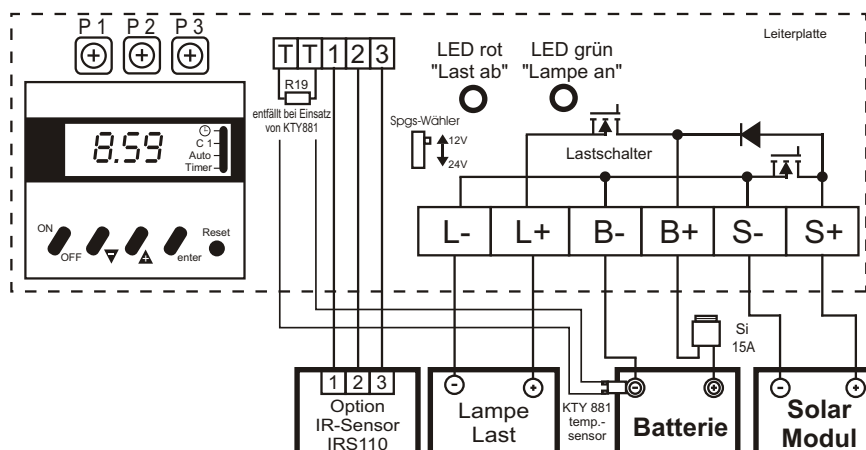 P 1 P 2 P 3
T T 1 2 3
R19
entfällt bei Einsatz
von KTY881
LED rot
"Last ab"
LED grün
"Lampe an"
Leiterplatte
Spgs-Wähler
12V
24V
Lastschalter
8.59
C 1
Auto
Timer
ON
OFF
enter
Reset
L- L+ B- B+ S- S+
Si
15A
1 2 3
Option
IR-Sensor
IRS110
- +
Lampe
Last
KTY 881
temp.-
sensor
- +
Batterie
- +
Solar
Modul